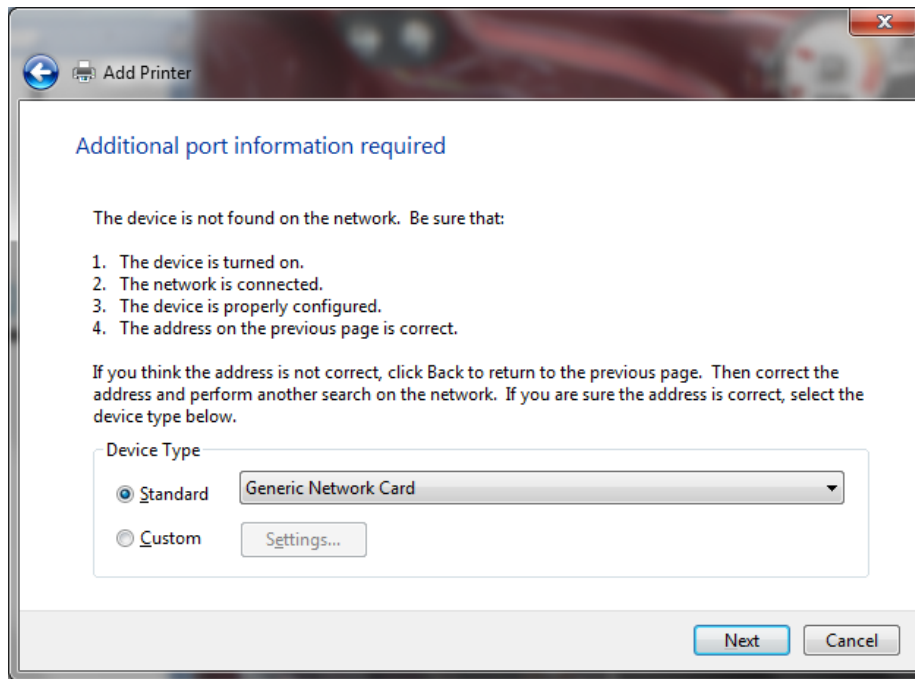 Add Printer
Additional port information required
The device is not found on the network.  Be sure that:
1.  The device is turned on.
2.  The network is connected.
3.  The device is properly configured.
4.  The address on the previous page is correct.
If you think the address is not correct, click Back to return to the previous page.  Then correct the
address and perform another search on the network.  If you are sure the address is correct, select the
device type below.
Device Type
Standard
Generic Network Card
Custom
Settings...
Next
Cancel